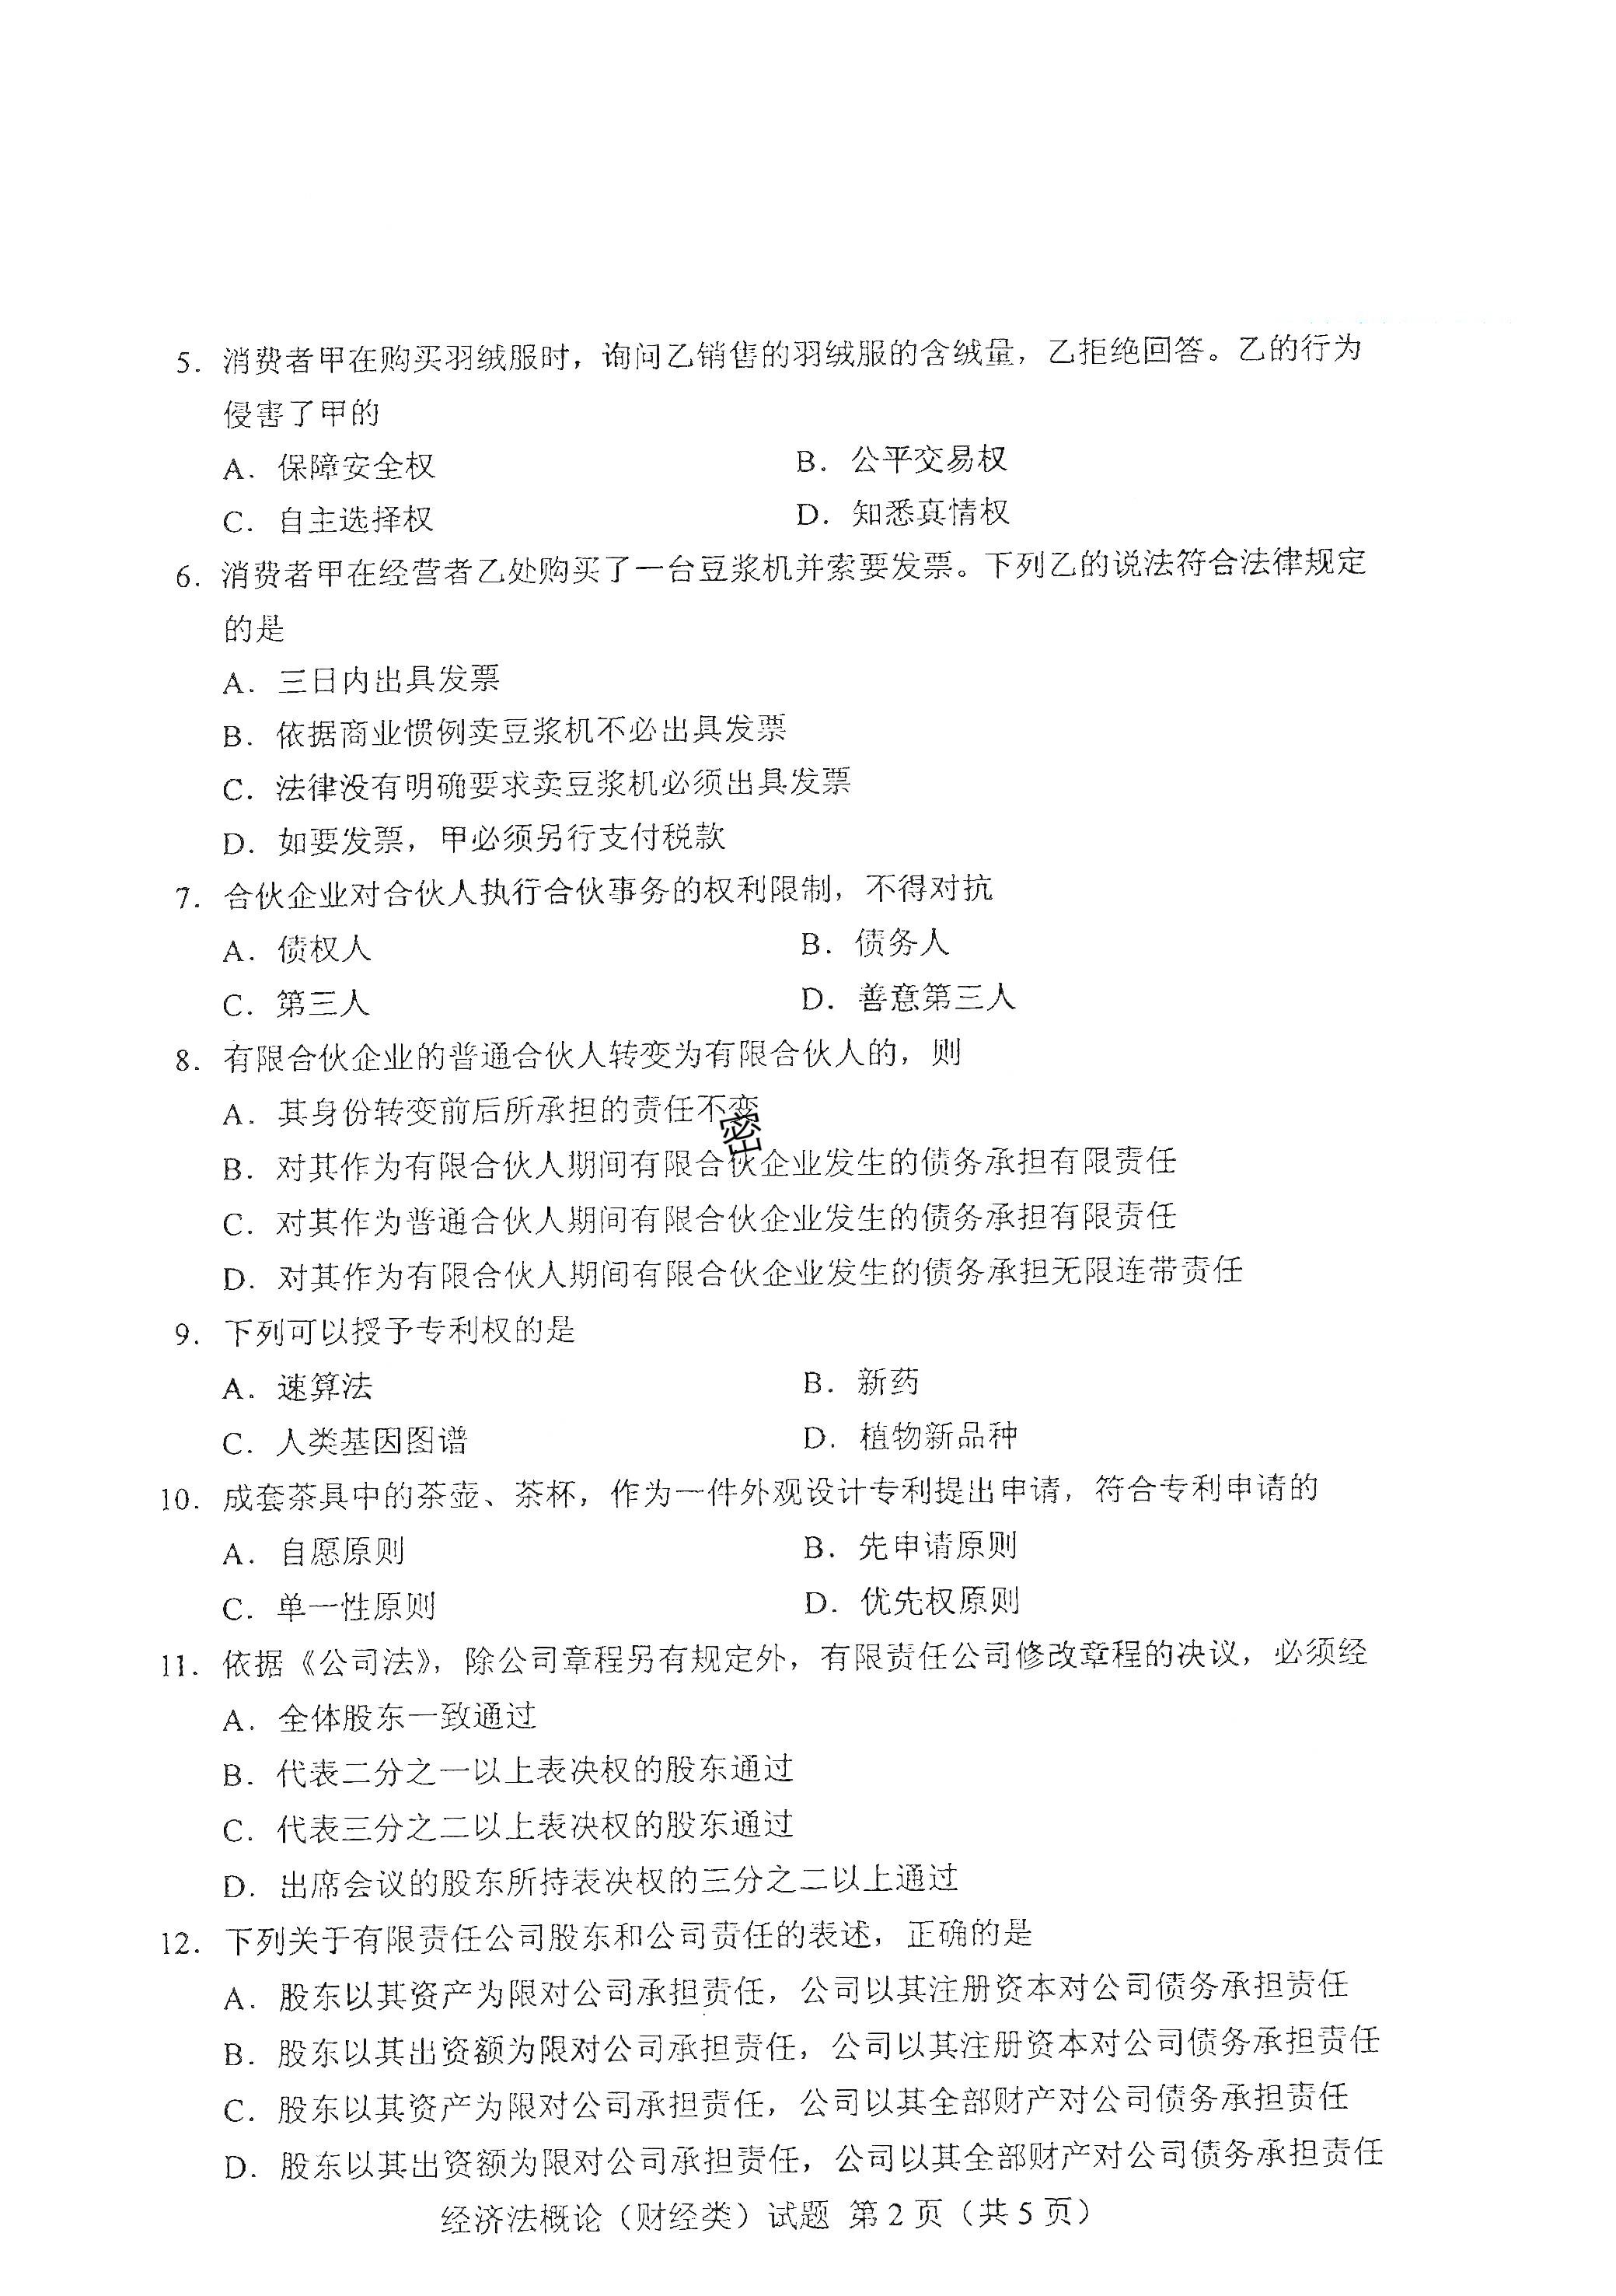 5. 消费者甲在购买羽绒服时，询问乙销售的羽绒服的含绒量，乙拒绝回答。乙的行为
侵害了甲的
A. 保障安全权 B. 公平交易权
C. 自主选择权 D. 知悉真情权
6. 消费者甲在经营者乙处购买了一台豆浆机并索要发票。下列乙的说法符合法律规定
的是
A. 三日内出具发票
B. 依据商业惯例卖豆浆机不必出具发票
C. 法律没有明确要求卖豆浆机必须出具发票
D. 如要发票，甲必须另行支付税款
7. 合伙企业对合伙人执行合伙事务的权利限制，不得对抗
A. 债权人 B. 债务人
C. 第三人 D. 善意第三人
8. 有限合伙企业的普通合伙人转变为有限合伙人的，则
A. 其身份转变前后所承担的责任不变
密
B. 对其作为有限合伙人期间有限合伙企业发生的债务承担有限责任
C. 对其作为普通合伙人期间有限合伙企业发生的债务承担有限责任
D. 对其作为有限合伙人期间有限合伙企业发生的债务承担无限连带责任
9. 下列可以授予专利权的是
A. 速算法 B. 新药
C. 人类基因图谱 D. 植物新品种
10. 成套茶具中的茶壶、茶杯，作为一件外观设计专利提出申请，符合专利申请的
A. 自愿原则 B. 先申请原则
C. 单一性原则 D. 优先权原则
11. 依据《公司法》，除公司章程另有规定外，有限责任公司修改章程的决议，必须经
A. 全体股东一致通过
B. 代表二分之一以上表决权的股东通过
C. 代表三分之二以上表决权的股东通过
D. 出席会议的股东所持表决权的三分之二以上通过
12. 下列关于有限责任公司股东和公司责任的表述，正确的是
A. 股东以其资产为限对公司承担责任，公司以其注册资本对公司债务承担责任
B. 股东以其出资额为限对公司承担责任，公司以其注册资本对公司债务承担责任
C. 股东以其资产为限对公司承担责任，公司以其全部财产对公司债务承担责任
D. 股东以其出资额为限对公司承担责任，公司以其全部财产对公司债务承担责任
经济法概论（财经类）试题 第 2 页（共 5 页）